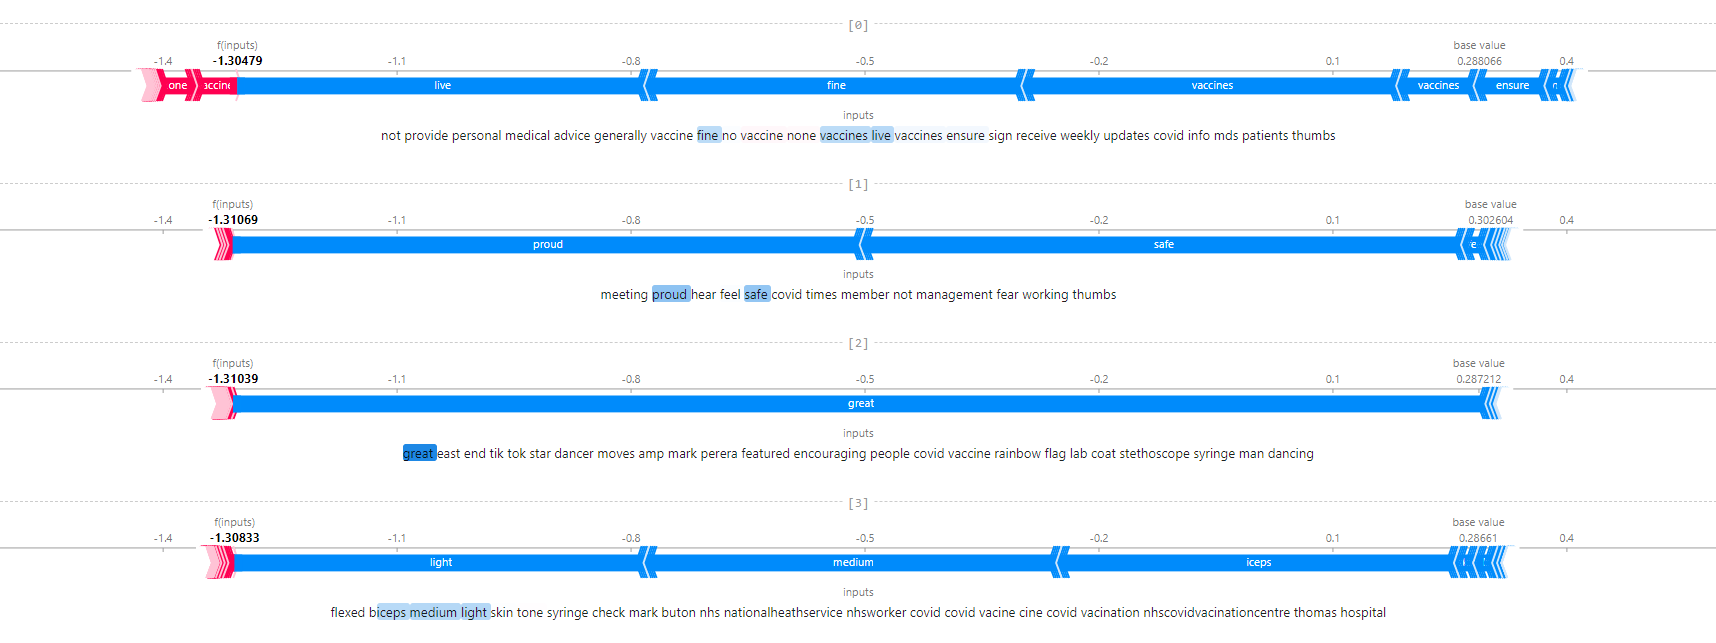 [0]
f(inputs) base value
-1.4 -1.30479 -1.1 -0.8 -0.5 -0.2 0.1 0.288066 0.4
one accine live fine vaccines vaccines ensure
inputs
not provide personal medical advice generally vaccine fine no vaccine none vaccines live vaccines ensure sign receive weekly updates covid info mds patients thumbs
[1]
f(inputs) base value
-1.4 -1.31069 -1.1 -0.8 -0.5 -0.2 0.1 0.302604 0.4
proud safe e
inputs
meeting proud hear feel safe covid times member not management fear working thumbs
[2]
f(inputs) base value
-1.4 -1.31039 -1.1 -0.8 -0.5 -0.2 0.1 0.287212 0.4
great
inputs
great east end tik tok star dancer moves amp mark perera featured encouraging people covid vaccine rainbow flag lab coat stethoscope syringe man dancing
[3]
f(inputs) base value
-1.4 -1.30833 -1.1 -0.8 -0.5 -0.2 0.1 0.28661 0.4
light medium iceps
inputs
flexed biceps medium light skin tone syringe check mark buton nhs nationalheathservice nhsworker covid covid vacine cine covid vacination nhscovidvacinationcentre thomas hospital